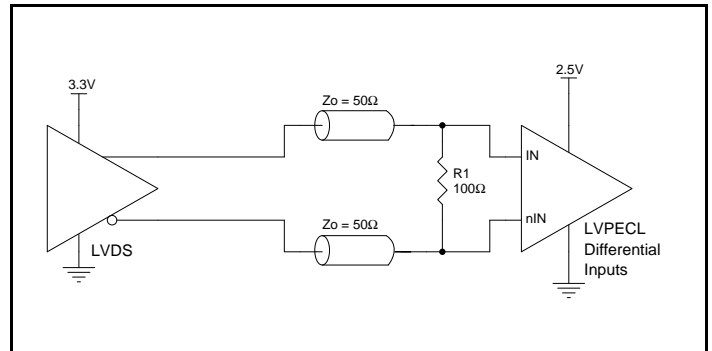 3.3V
2.5V
Zo = 50Ω
IN
R1
100Ω
nIN
Zo = 50Ω
LVDS
LVPECL
Differential
Inputs